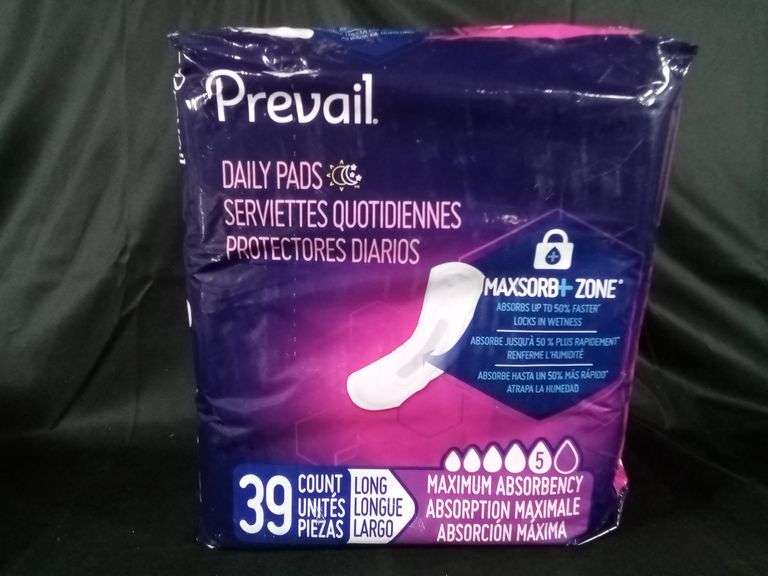 Prevail.
DAILY PADS
SERVIETTES QUOTIDIENNES
PROTECTORES DIARIOS
MAXSORB+ ZONE®
ABSORBS UP TO 50% FASTER*
LOCKS IN WETNESS
ABSORBE JUSQU'À 50 % PLUS RAPIDEMENT*
RENFERME L'HUMIDITÉ
ABSORBE HASTA UN 50% MÁS RÁPIDO*
ATRAPA LA HUMEDAD
5
39
COUNT
UNITÉS
PIEZAS
LONG
LONGUE
LARGO
MAXIMUM ABSORBENCY
ABSORPTION MAXIMALE
ABSORCIÓN MÁXIMA